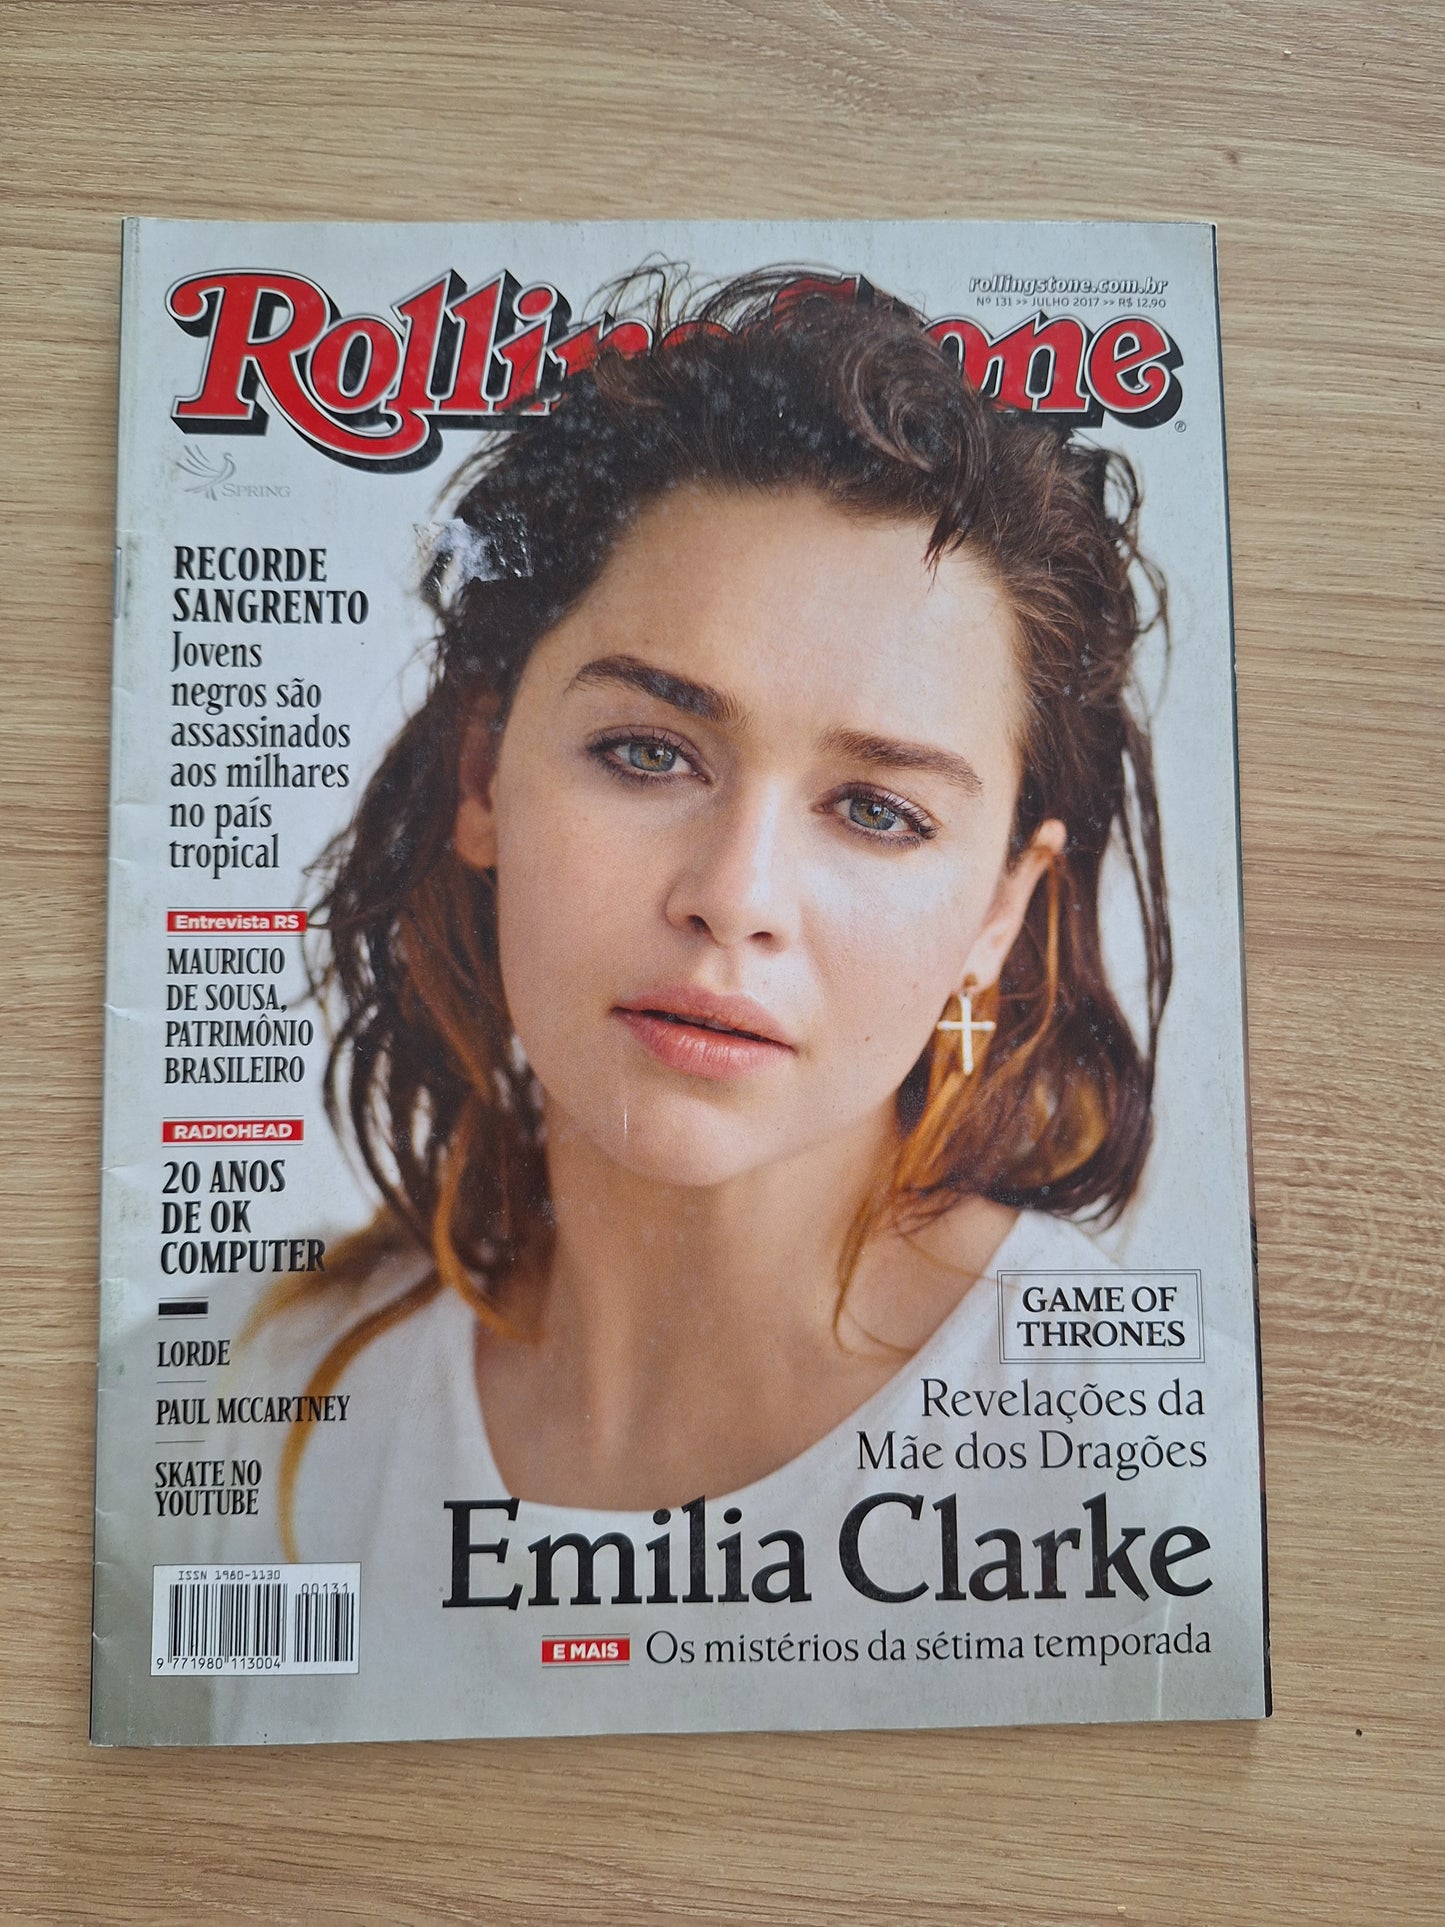 Rolling Stone
rollingstone.com.br
Nº 131 >> JULHO 2017 >> R$ 12,90
®
SPRING
RECORDE
SANGRENTO
Jovens
negros são
assassinados
aos milhares
no país
tropical
Entrevista RS
MAURICIO
DE SOUSA,
PATRIMÔNIO
BRASILEIRO
RADIOHEAD
20 ANOS
DE OK
COMPUTER
LORDE
PAUL MCCARTNEY
SKATE NO
YOUTUBE
GAME OF
THRONES
Revelações da
Mãe dos Dragões
Emilia Clarke
E MAIS Os mistérios da sétima temporada
ISSN 1980-1130
00131
9 771980 113004